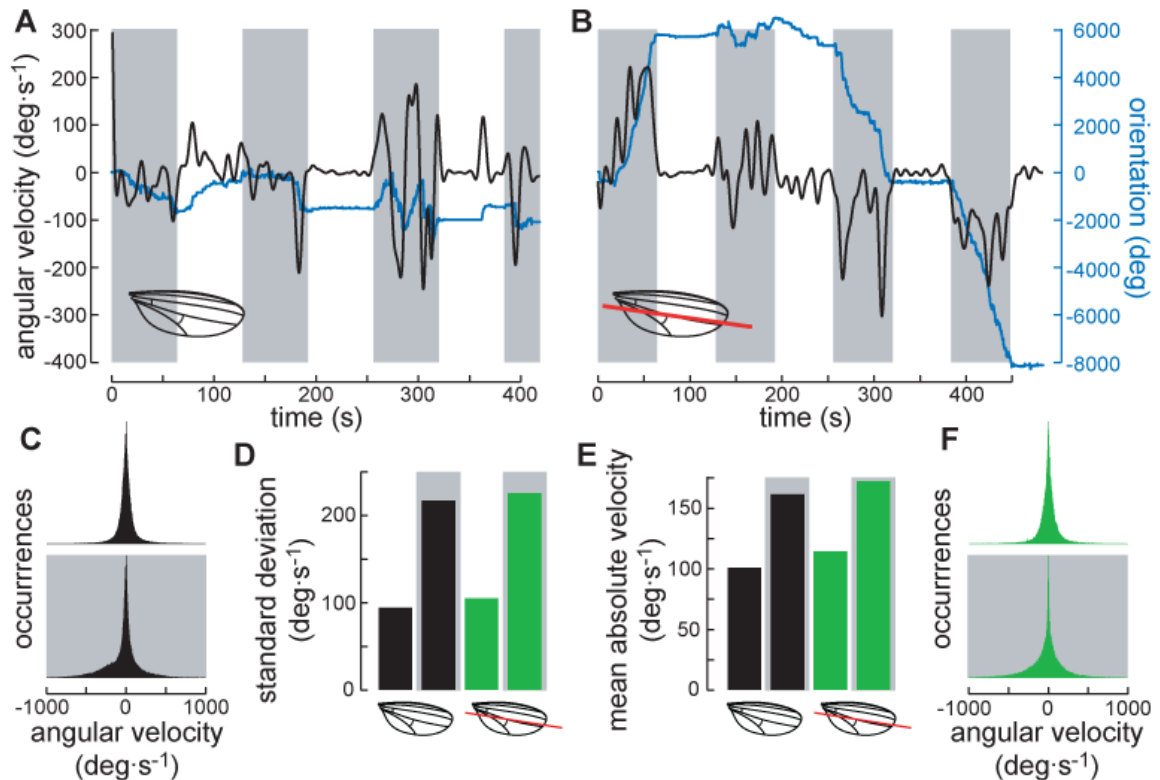 A
B
angular velocity (deg·s⁻¹)
300
200
100
0
-100
-200
-300
-400
0
100
200
300
400
time (s)
0
100
200
300
400
time (s)
6000
4000
2000
0
-2000
-4000
-6000
-8000
orientation (deg)
C
occurrrences
-1000
0
1000
angular velocity
(deg·s⁻¹)
D
standard deviation
(deg·s⁻¹)
200
100
0
E
mean absolute velocity
(deg·s⁻¹)
150
100
50
0
F
occurrrences
-1000
0
1000
angular velocity
(deg·s⁻¹)